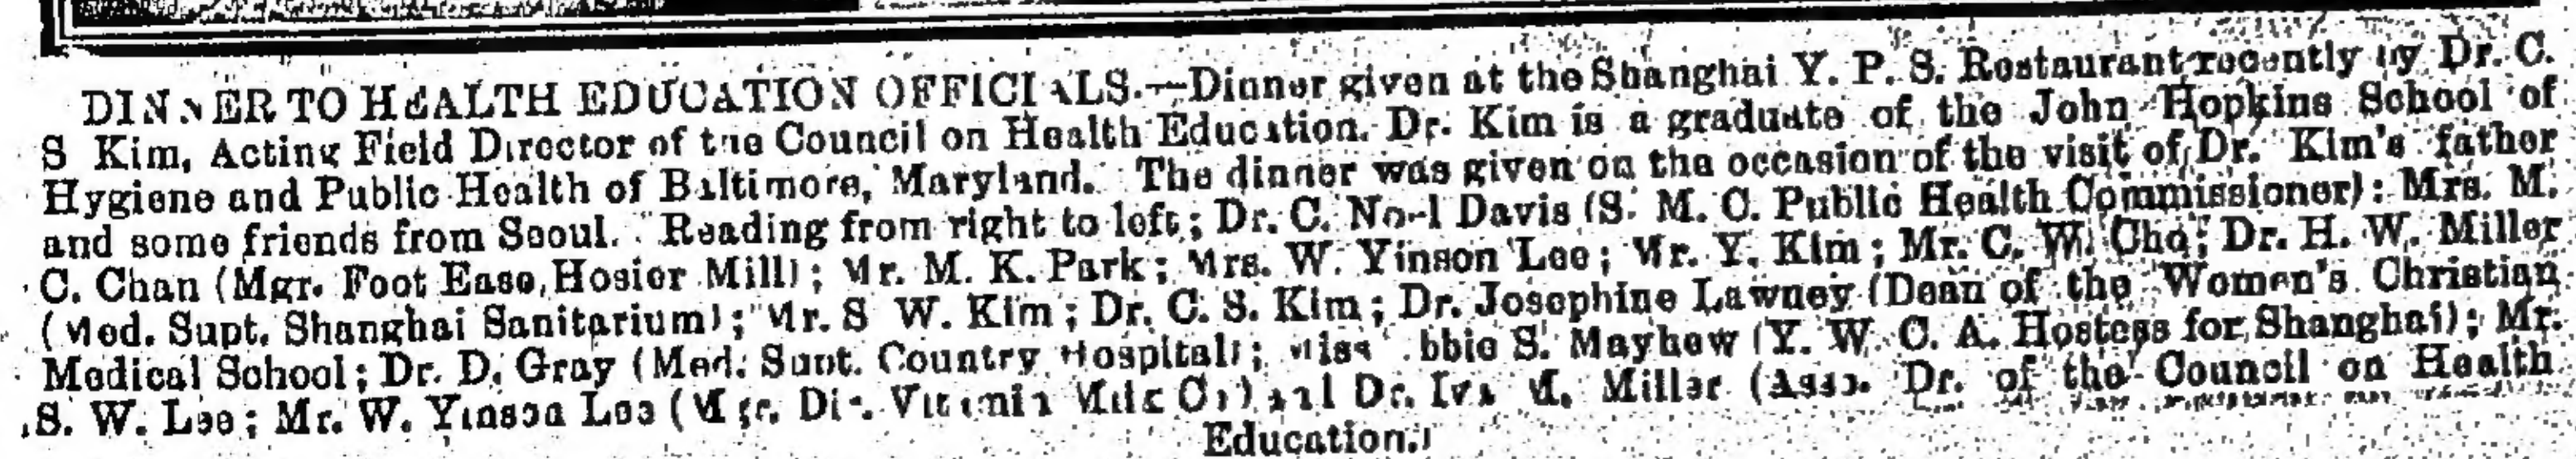 DINNER TO HEALTH EDUCATION OFFICIALS.—Dinner given at the Shanghai Y. P. S. Restaurant recently by Dr. C.
S Kim, Acting Field Director of the Council on Health Education. Dr. Kim is a graduate of the John Hopkins School of
Hygiene and Public Health of Baltimore, Maryland. The dinner was given on the occasion of the visit of Dr. Kim's father
and some friends from Seoul. Reading from right to left; Dr. C. Noel Davis (S. M. C. Public Health Commissioner): Mrs. M.
C. Chan (Mgr. Foot Ease Hosier Mill); Mr. M. K. Park; Mrs. W. Yinson Lee; Mr. Y. Kim; Mr. C. W. Cha; Dr. H. W. Miller
(Med. Supt. Shanghai Sanitarium); Mr. S W. Kim; Dr. C. S. Kim; Dr. Josephine Lawney (Dean of the Women's Christian
Medical School; Dr. D. Gray (Med. Supt. Country Hospital); Miss S. Mayhew (Y. W. C. A. Hostess for Shanghai); Mr.
S. W. Lee; Mr. W. Yinson Lee (Mgr. Milk Dr. Iva M. Miller (Asso. Dr. of the Council on Health
Education.)